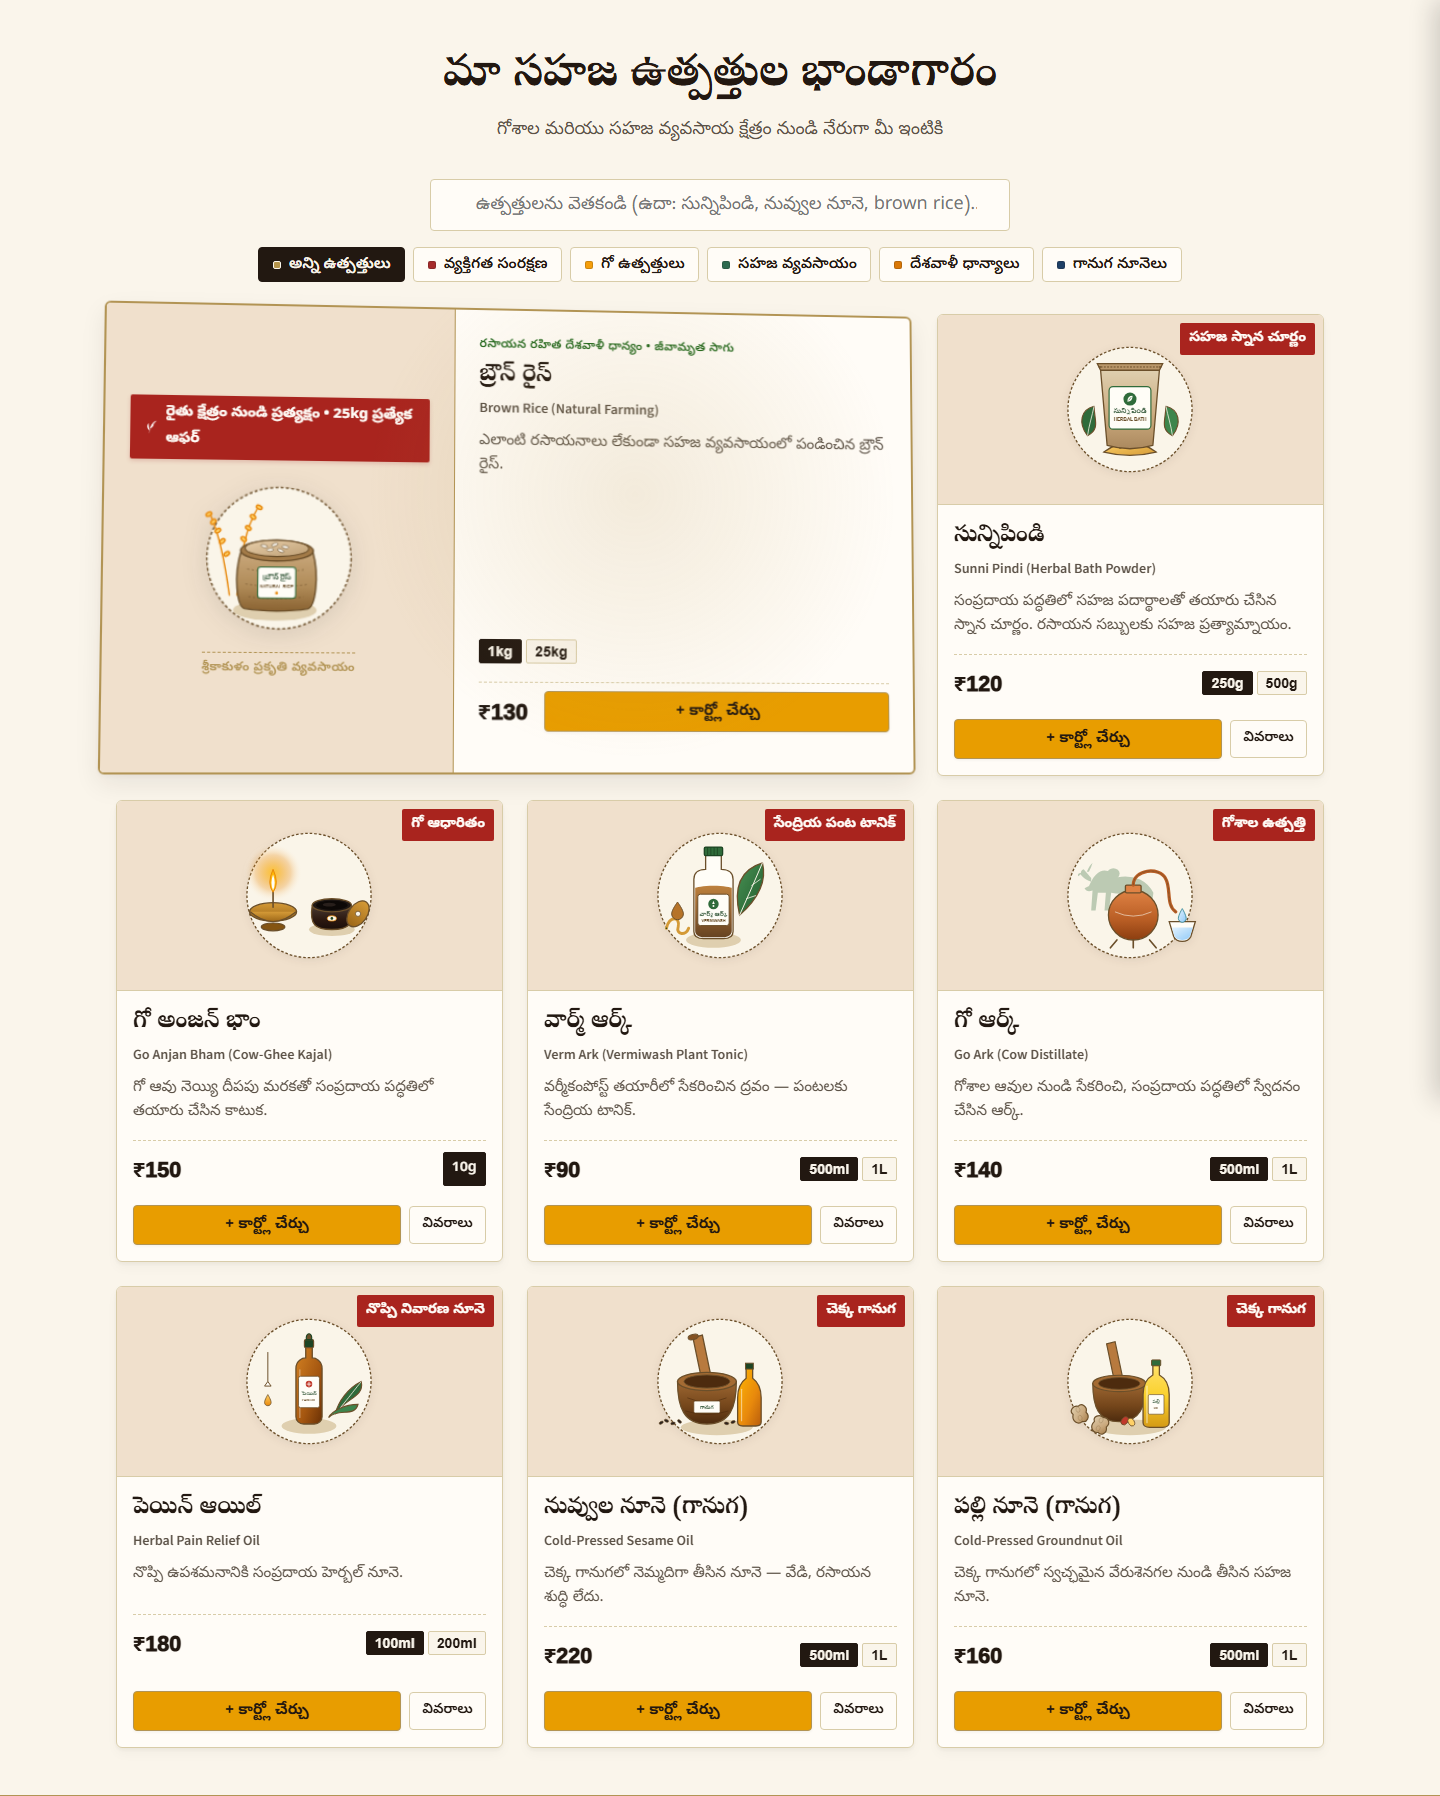 మా సహజ ఉత్పత్తుల భాండాగారం
గోశాల మరియు సహజ వ్యవసాయ క్షేత్రం నుండి నేరుగా మీ ఇంటికి
ఉత్పత్తులను వెతకండి (ఉదా: సున్నిపిండి, నువ్వుల నూనె, brown rice)..
అన్ని ఉత్పత్తులు
వ్యక్తిగత సంరక్షణ
గో ఉత్పత్తులు
సహజ వ్యవసాయం
దేశవాళీ ధాన్యాలు
గానుగ నూనెలు
రైతు క్షేత్రం నుండి ప్రత్యక్షం • 25kg ప్రత్యేక
ఆఫర్
బ్రౌన్ రైస్
శ్రీకాకుళం ప్రకృతి వ్యవసాయం
రసాయన రహిత దేశవాళీ ధాన్యం • జీవామృత సాగు
బ్రౌన్ రైస్
Brown Rice (Natural Farming)
ఎలాంటి రసాయనాలు లేకుండా సహజ వ్యవసాయంలో పండించిన బ్రౌన్
రైస్.
1kg 25kg
₹130 + కార్ట్లో చేర్చు
సహజ స్నాన చూర్ణం
సున్నిపిండి
HERBAL BATH
సున్నిపిండి
Sunni Pindi (Herbal Bath Powder)
సంప్రదాయ పద్ధతిలో సహజ పదార్థాలతో తయారు చేసిన
స్నాన చూర్ణం. రసాయన సబ్బులకు సహజ ప్రత్యామ్నాయం.
₹120 250g 500g
+ కార్ట్లో చేర్చు వివరాలు
గో ఆధారితం
గో అంజన్ భాం
Go Anjan Bham (Cow-Ghee Kajal)
గో ఆవు నెయ్యి దీపపు మరకతో సంప్రదాయ పద్ధతిలో
తయారు చేసిన కాటుక.
₹150 10g
+ కార్ట్లో చేర్చు వివరాలు
సేంద్రియ పంట టానిక్
వార్మ్ ఆర్క్
VERMIWASH
వార్మ్ ఆర్క్
Verm Ark (Vermiwash Plant Tonic)
వర్మీకంపోస్ట్ తయారీలో సేకరించిన ద్రవం — పంటలకు
సేంద్రియ టానిక్.
₹90 500ml 1L
+ కార్ట్లో చేర్చు వివరాలు
గోశాల ఉత్పత్తి
గో ఆర్క్
Go Ark (Cow Distillate)
గోశాల ఆవుల నుండి సేకరించి, సంప్రదాయ పద్ధతిలో స్వేదనం
చేసిన ఆర్క్.
₹140 500ml 1L
+ కార్ట్లో చేర్చు వివరాలు
నొప్పి నివారణ నూనె
పెయిన్
పెయిన్ ఆయిల్
Herbal Pain Relief Oil
నొప్పి ఉపశమనానికి సంప్రదాయ హెర్బల్ నూనె.
₹180 100ml 200ml
+ కార్ట్లో చేర్చు వివరాలు
చెక్క గానుగ
గానుగ
నువ్వుల నూనె (గానుగ)
Cold-Pressed Sesame Oil
చెక్క గానుగలో నెమ్మదిగా తీసిన నూనె — వేడి, రసాయన
శుద్ధి లేదు.
₹220 500ml 1L
+ కార్ట్లో చేర్చు వివరాలు
చెక్క గానుగ
పల్లి
పల్లి నూనె (గానుగ)
Cold-Pressed Groundnut Oil
చెక్క గానుగలో స్వచ్ఛమైన వేరుశెనగల నుండి తీసిన సహజ
నూనె.
₹160 500ml 1L
+ కార్ట్లో చేర్చు వివరాలు